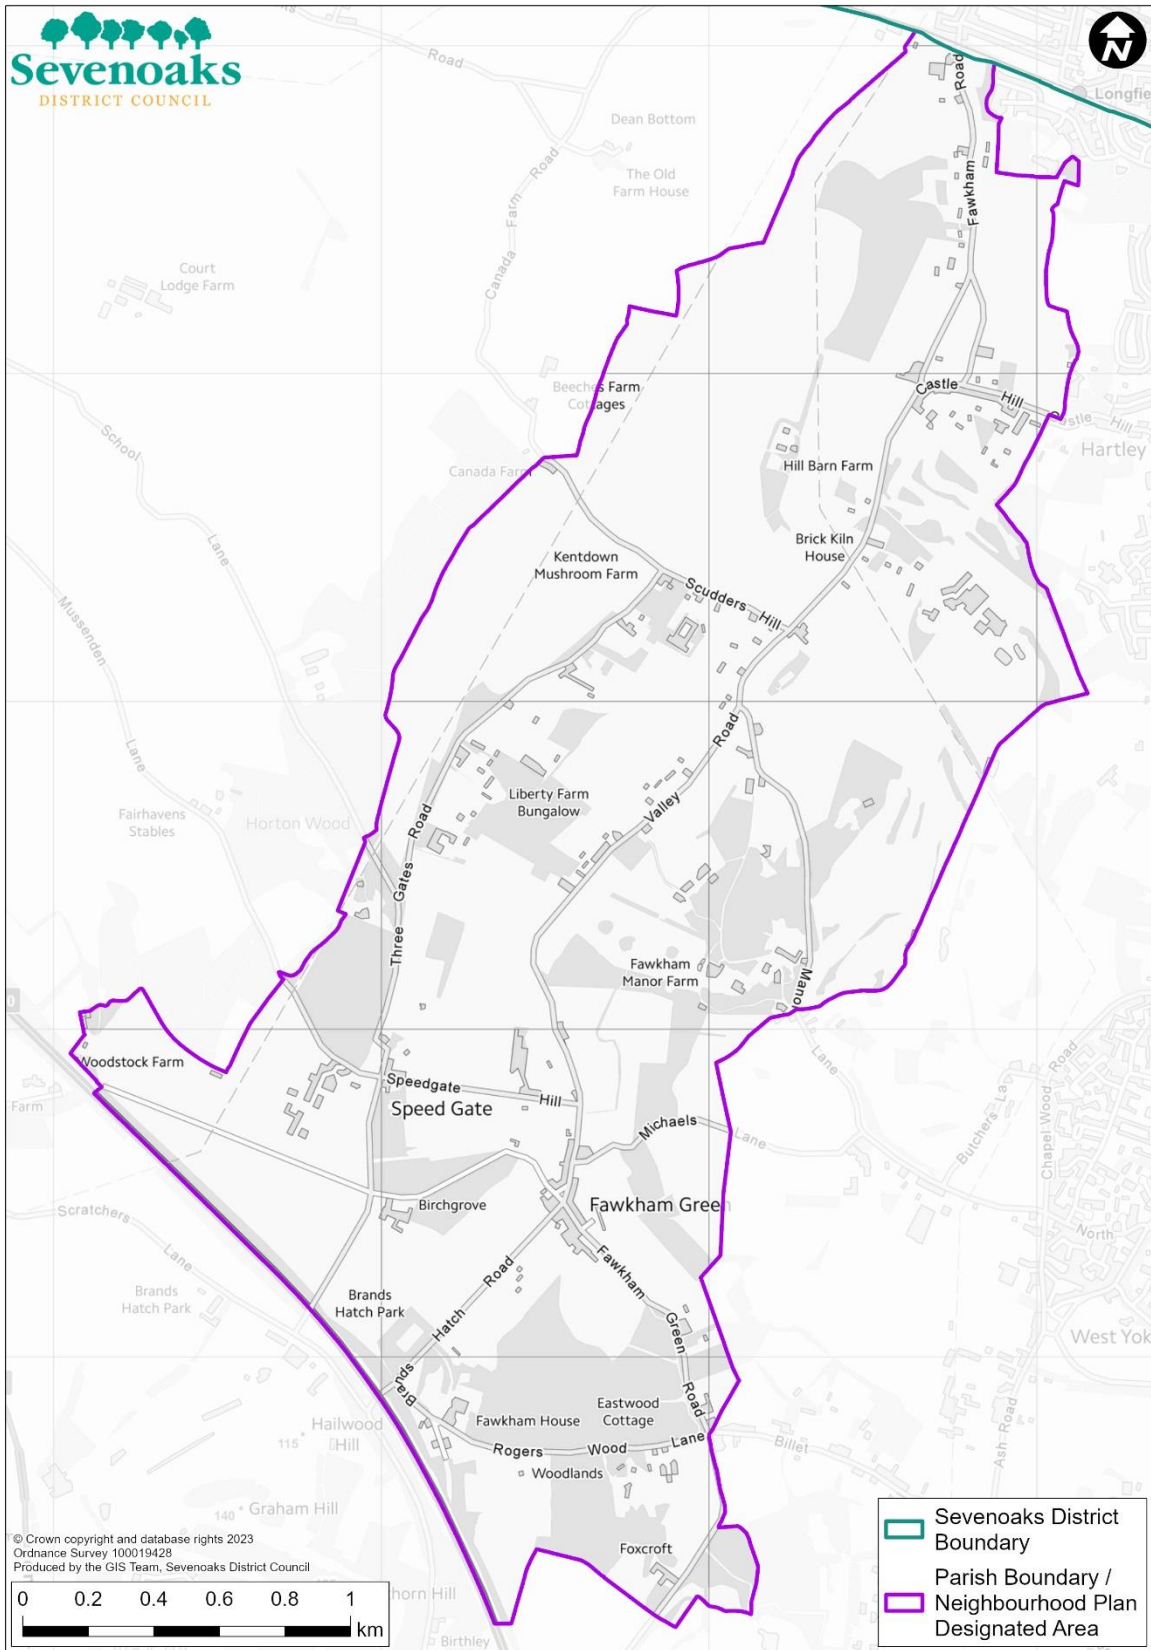 Sevenoaks
DISTRICT COUNCIL
N
Road
Road
Longfie
Dean Bottom
The Old
Farm House
Canada Farm Road
Fawkham
Court
Lodge Farm
Beeches Farm
Cottages
Castle Hill
Castle Hill
Hartley
School
Lane
Canada Farm
Hill Barn Farm
Brick Kiln
House
Kentdown
Mushroom Farm
Scudders Hill
Mussenden
Lane
Valley Road
Liberty Farm
Bungalow
Fairhavens
Stables
Horton Wood
Three Gates Road
Fawkham
Manor Farm
Manor
Lane
Woodstock Farm
Farm
Speedgate Hill
Speed Gate
Michaels Lane
Butchers La
Chapel Wood Road
Birchgrove
Fawkham Green
Scratchers
Lane
North
Brands
Hatch Park
Brands
Hatch Park
Brands Hatch Road
Fawkham Green Road
West Yok
Eastwood
Cottage
Fawkham House
Hailwood
Hill
115
Rogers Wood Lane
Billet
Ash Road
Woodlands
140
Graham Hill
Foxcroft
horn Hill
Birthley
© Crown copyright and database rights 2023
Ordnance Survey 100019428
Produced by the GIS Team, Sevenoaks District Council
0 0.2 0.4 0.6 0.8 1
km
Sevenoaks District
Boundary
Parish Boundary /
Neighbourhood Plan
Designated Area